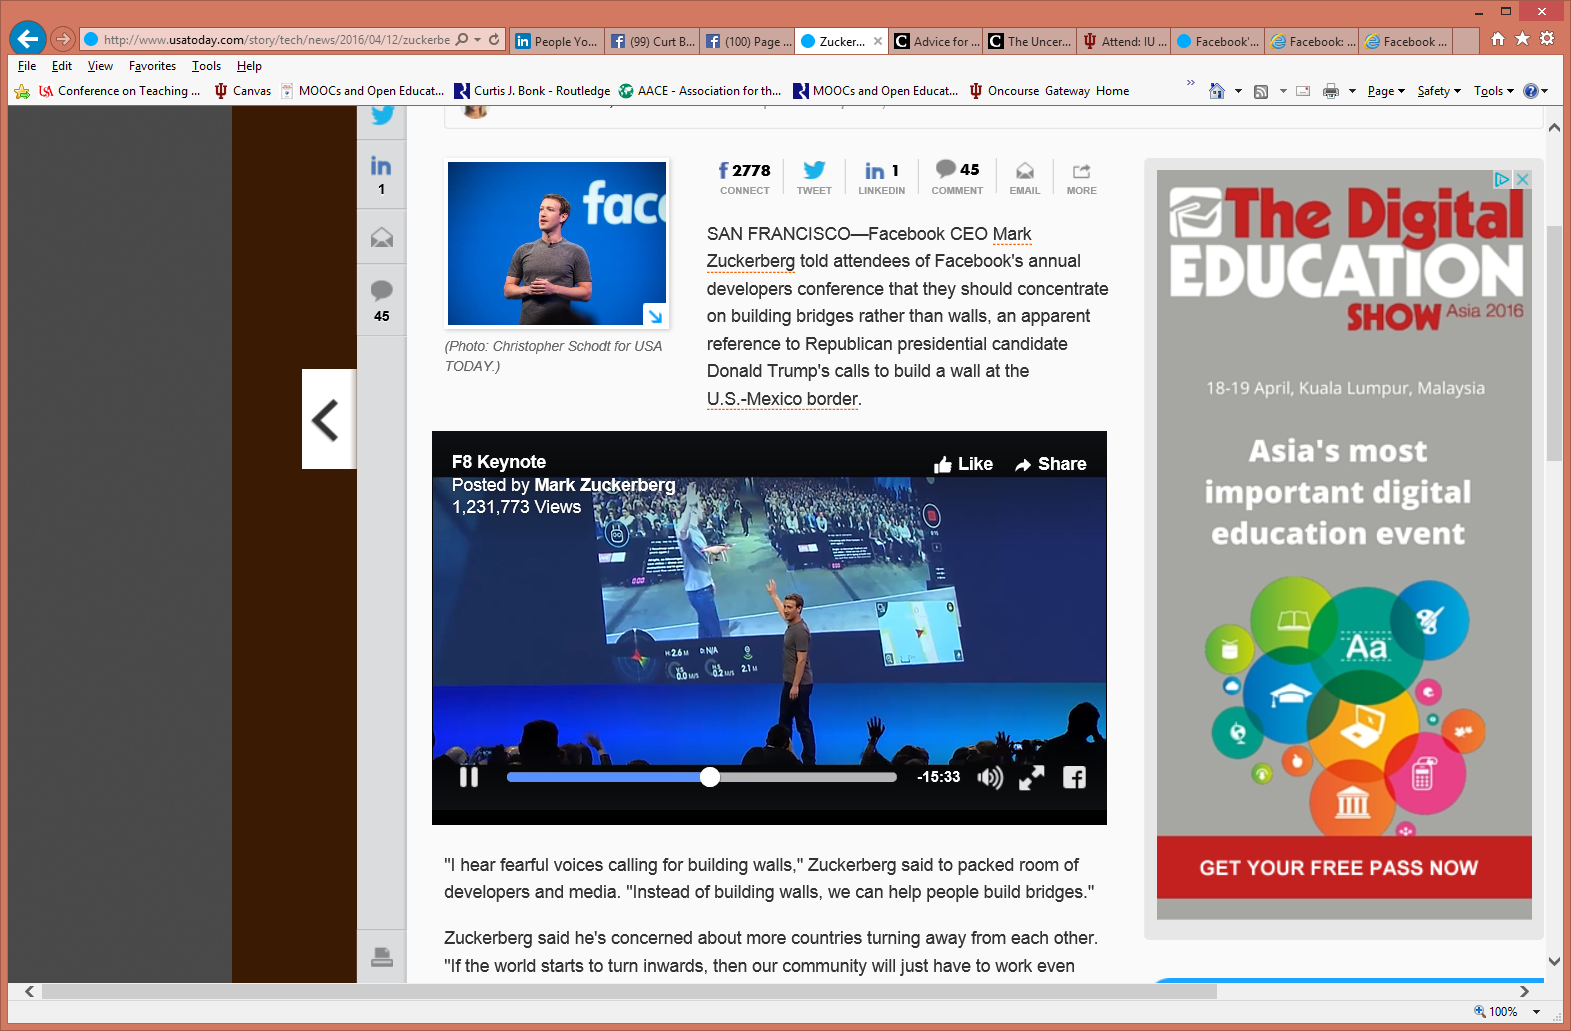 http://www.usatoday.com/story/tech/news/2016/04/12/zuckerbe
People Yo...
(99) Curt B...
(100) Page ...
Zucker...
Advice for ...
The Uncer...
Attend: IU ...
Facebook'...
Facebook: ...
Facebook ...
File Edit View Favorites Tools Help
Conference on Teaching ...
Canvas
MOOCs and Open Educat...
Curtis J. Bonk - Routledge
AACE - Association for th...
MOOCs and Open Educat...
Oncourse Gateway Home
Page
Safety
Tools
in
1
45
fac
(Photo: Christopher Schodt for USA
TODAY.)
f 2778
CONNECT
TWEET
in 1
LINKEDIN
45
COMMENT
EMAIL
MORE
SAN FRANCISCO—Facebook CEO Mark
Zuckerberg told attendees of Facebook's annual
developers conference that they should concentrate
on building bridges rather than walls, an apparent
reference to Republican presidential candidate
Donald Trump's calls to build a wall at the
U.S.-Mexico border.
F8 Keynote
Posted by Mark Zuckerberg
1,231,773 Views
Like
Share
H:2.6 M D:N/A
0.0 M/S 0.2 M/S 2.1 M
-15:33
"I hear fearful voices calling for building walls," Zuckerberg said to packed room of
developers and media. "Instead of building walls, we can help people build bridges."
Zuckerberg said he's concerned about more countries turning away from each other.
"If the world starts to turn inwards, then our community will just have to work even
The Digital
EDUCATION
SHOW Asia 2016
18-19 April, Kuala Lumpur, Malaysia
Asia's most
important digital
education event
Aa
GET YOUR FREE PASS NOW
100%